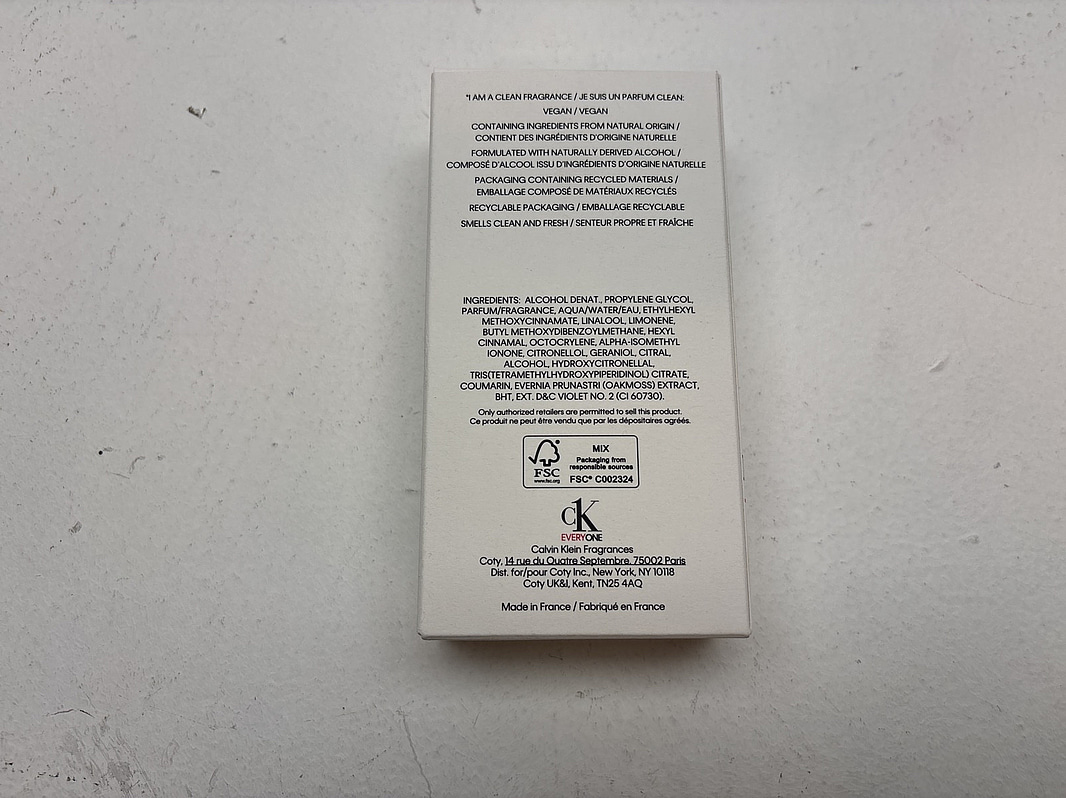 *I AM A CLEAN FRAGRANCE / JE SUIS UN PARFUM CLEAN:
VEGAN / VEGAN
CONTAINING INGREDIENTS FROM NATURAL ORIGIN /
CONTIENT DES INGRÉDIENTS D'ORIGINE NATURELLE
FORMULATED WITH NATURALLY DERIVED ALCOHOL /
COMPOSÉ D'ALCOOL ISSU D'INGRÉDIENTS D'ORIGINE NATURELLE
PACKAGING CONTAINING RECYCLED MATERIALS /
EMBALLAGE COMPOSÉ DE MATÉRIAUX RECYCLÉS
RECYCLABLE PACKAGING / EMBALLAGE RECYCLABLE
SMELLS CLEAN AND FRESH / SENTEUR PROPRE ET FRAÎCHE
INGREDIENTS: ALCOHOL DENAT., PROPYLENE GLYCOL,
PARFUM/FRAGRANCE, AQUA/WATER/EAU, ETHYLHEXYL
METHOXYCINNAMATE, LINALOOL, LIMONENE,
BUTYL METHOXYDIBENZOYLMETHANE, HEXYL
CINNAMAL, OCTOCRYLENE, ALPHA-ISOMETHYL
IONONE, CITRONELLOL, GERANIOL, CITRAL,
ALCOHOL, HYDROXYCITRONELLAL,
TRIS(TETRAMETHYLHYDROXYPIPERIDINOL) CITRATE,
COUMARIN, EVERNIA PRUNASTRI (OAKMOSS) EXTRACT,
BHT, EXT. D&C VIOLET NO. 2 (CI 60730).
Only authorized retailers are permitted to sell this product.
Ce produit ne peut être vendu que par les dépositaires agréés.
FSC
www.fsc.org
MIX
Packaging from
responsible sources
FSC® C002324
cK
EVERYONE
Calvin Klein Fragrances
Coty, 14 rue du Quatre Septembre, 75002 Paris
Dist. for/pour Coty Inc., New York, NY 10118
Coty UK&I, Kent, TN25 4AQ
Made in France / Fabriqué en France